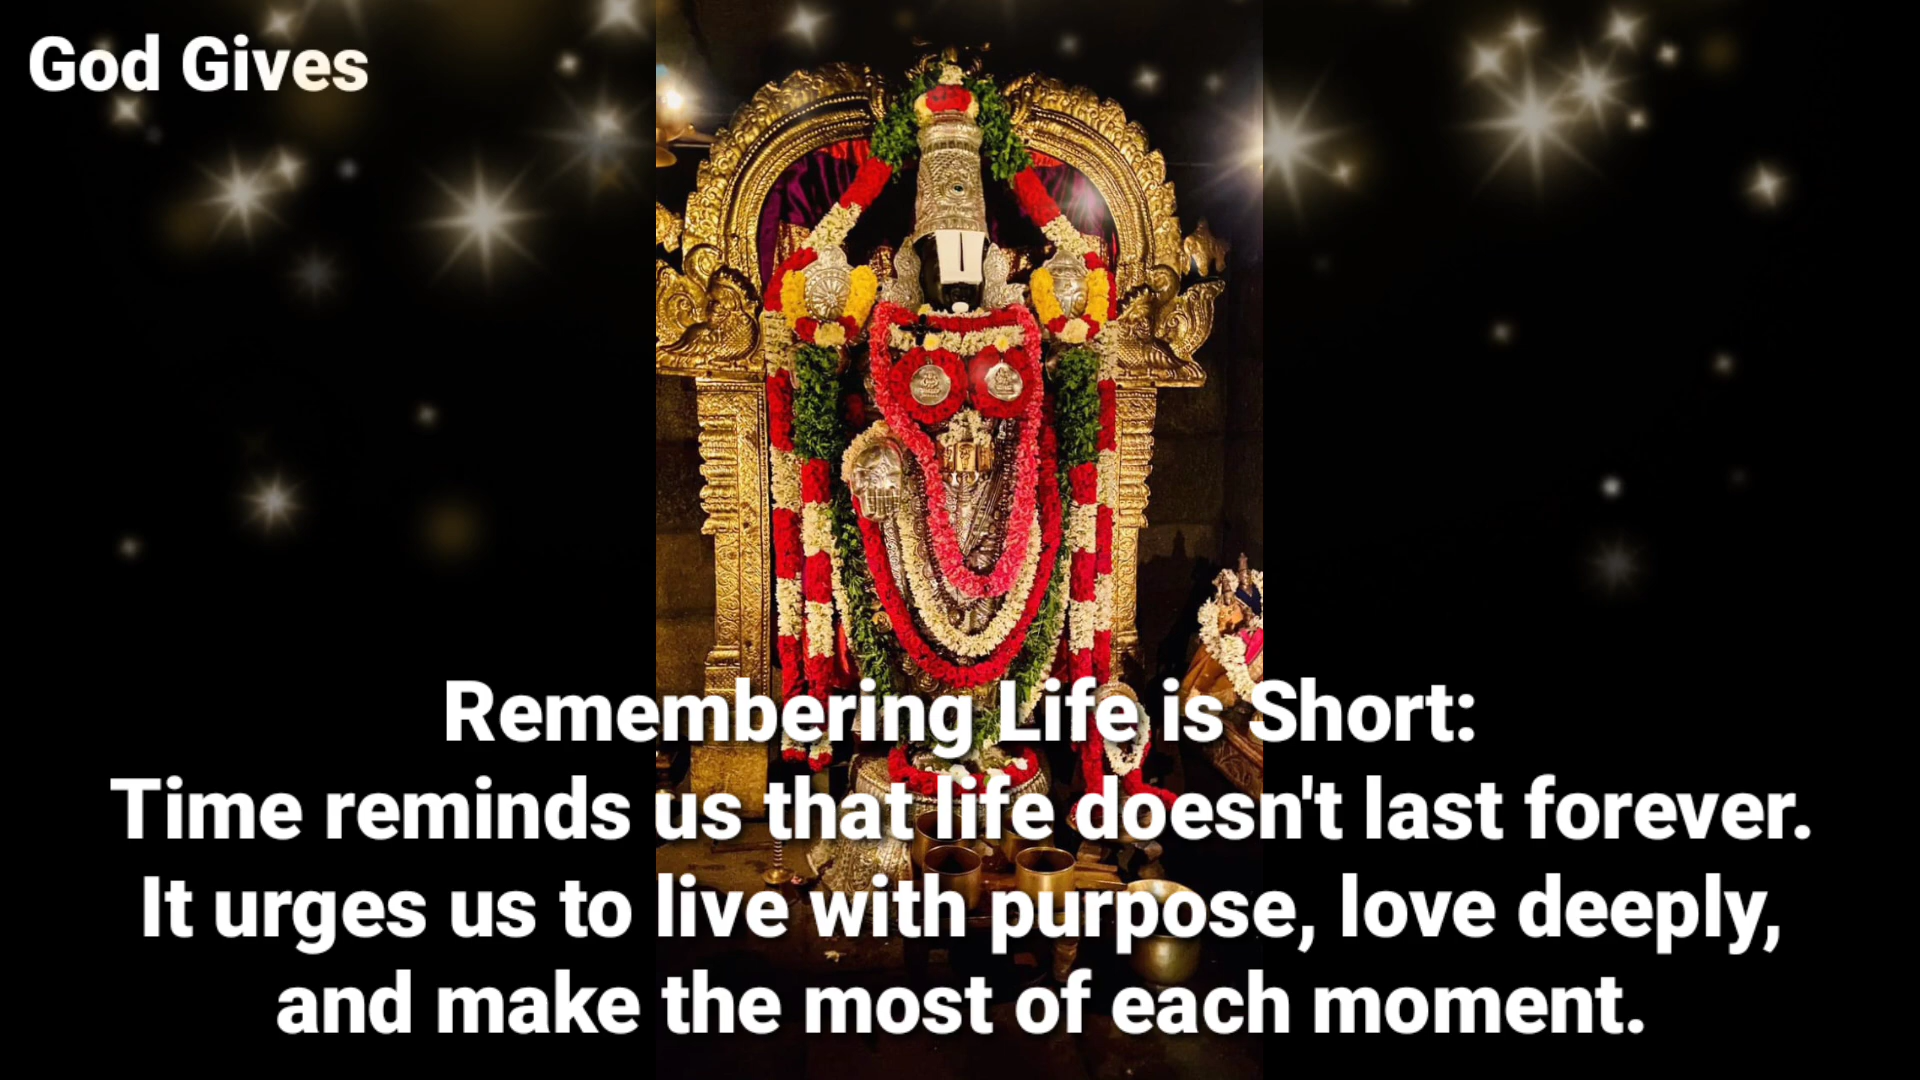 God Gives
Remembering Life is Short:
Time reminds us that life doesn't last forever.
It urges us to live with purpose, love deeply,
and make the most of each moment.